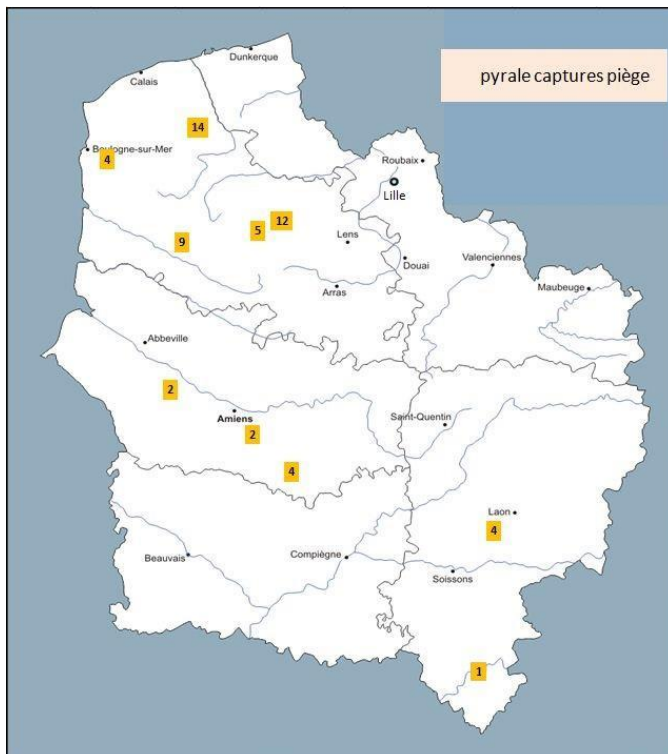 Dunkerque
pyrale captures piège
Calais
14
Boulogne-sur-Mer
4
Roubaix
Lille
12
5
9
Lens
Douai
Valenciennes
Arras
Maubeuge
Abbeville
2
Amiens
Saint-Quentin
2
4
Laon
4
Beauvais
Compiègne
Soissons
1